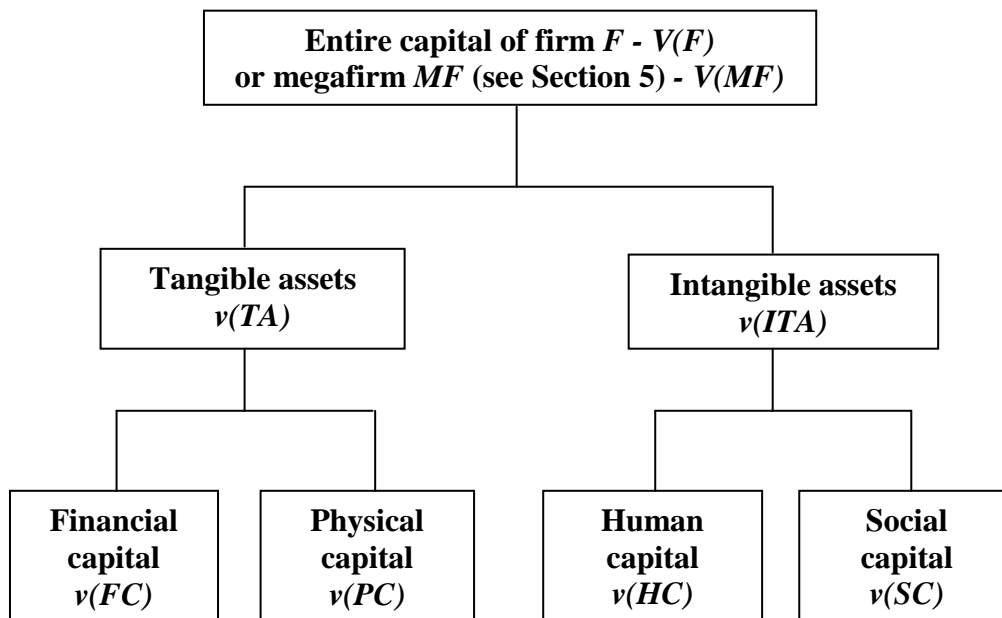 Entire capital of firm F - V(F)
or megafirm MF (see Section 5) - V(MF)
Tangible assets
v(TA)
Intangible assets
v(ITA)
Financial
capital
v(FC)
Physical
capital
v(PC)
Human
capital
v(HC)
Social
capital
v(SC)